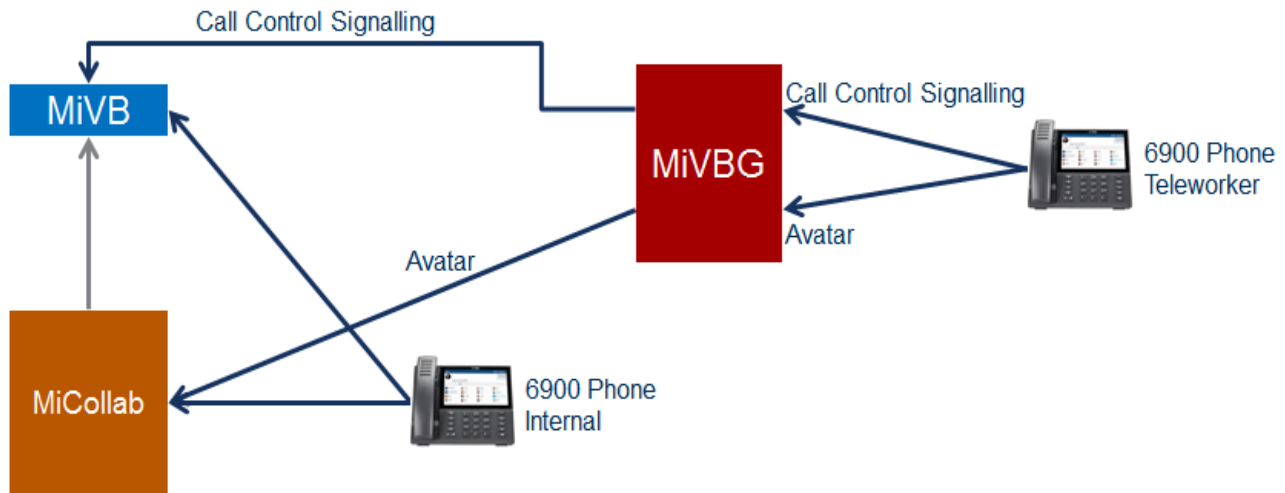 Call Control Signalling
MiVB
MiVBG
Call Control Signalling
6900 Phone
Teleworker
Avatar
Avatar
MiCollab
6900 Phone
Internal